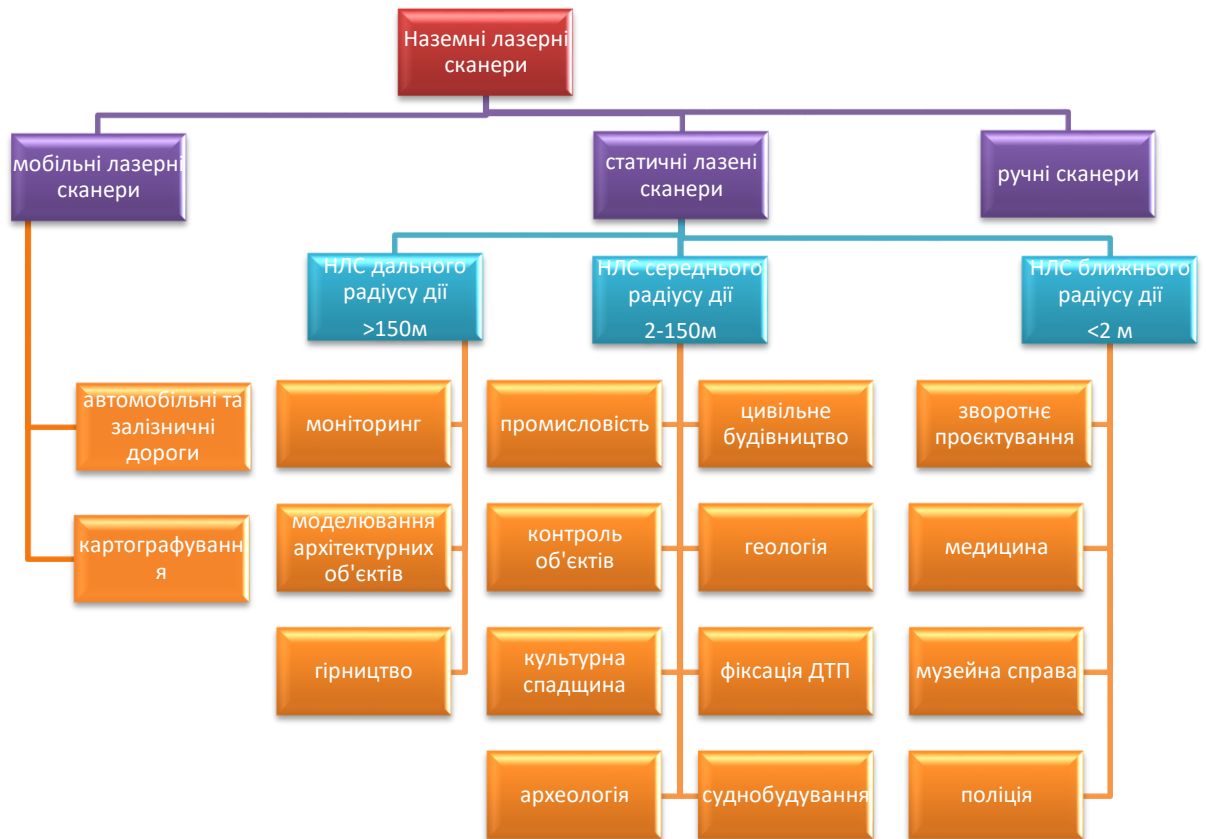 Наземні лазерні
сканери
мобільні лазерні
сканери
статичні лазені
сканери
ручні сканери
НЛС дального
радіусу дії
>150м
НЛС середнього
радіусу дії
2-150м
НЛС ближнього
радіусу дії
<2 м
автомобільні та
залізничні
дороги
картографуванн
я
моніторинг
моделювання
архітектурних
об'єктів
гірництво
промисловість
цивільне
будівництво
контроль
об'єктів
геологія
культурна
спадщина
фіксація ДТП
археологія
суднобудування
зворотнє
проєктування
медицина
музейна справа
поліція